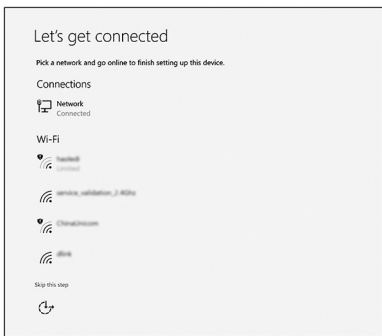 Let's get connected
Pick a network and go online to finish setting up this device.
Connections
Network
Connected
Wi-Fi
Limited
service_validation_2.4Ghz
ChinaUnicom
dlink
Skip this step